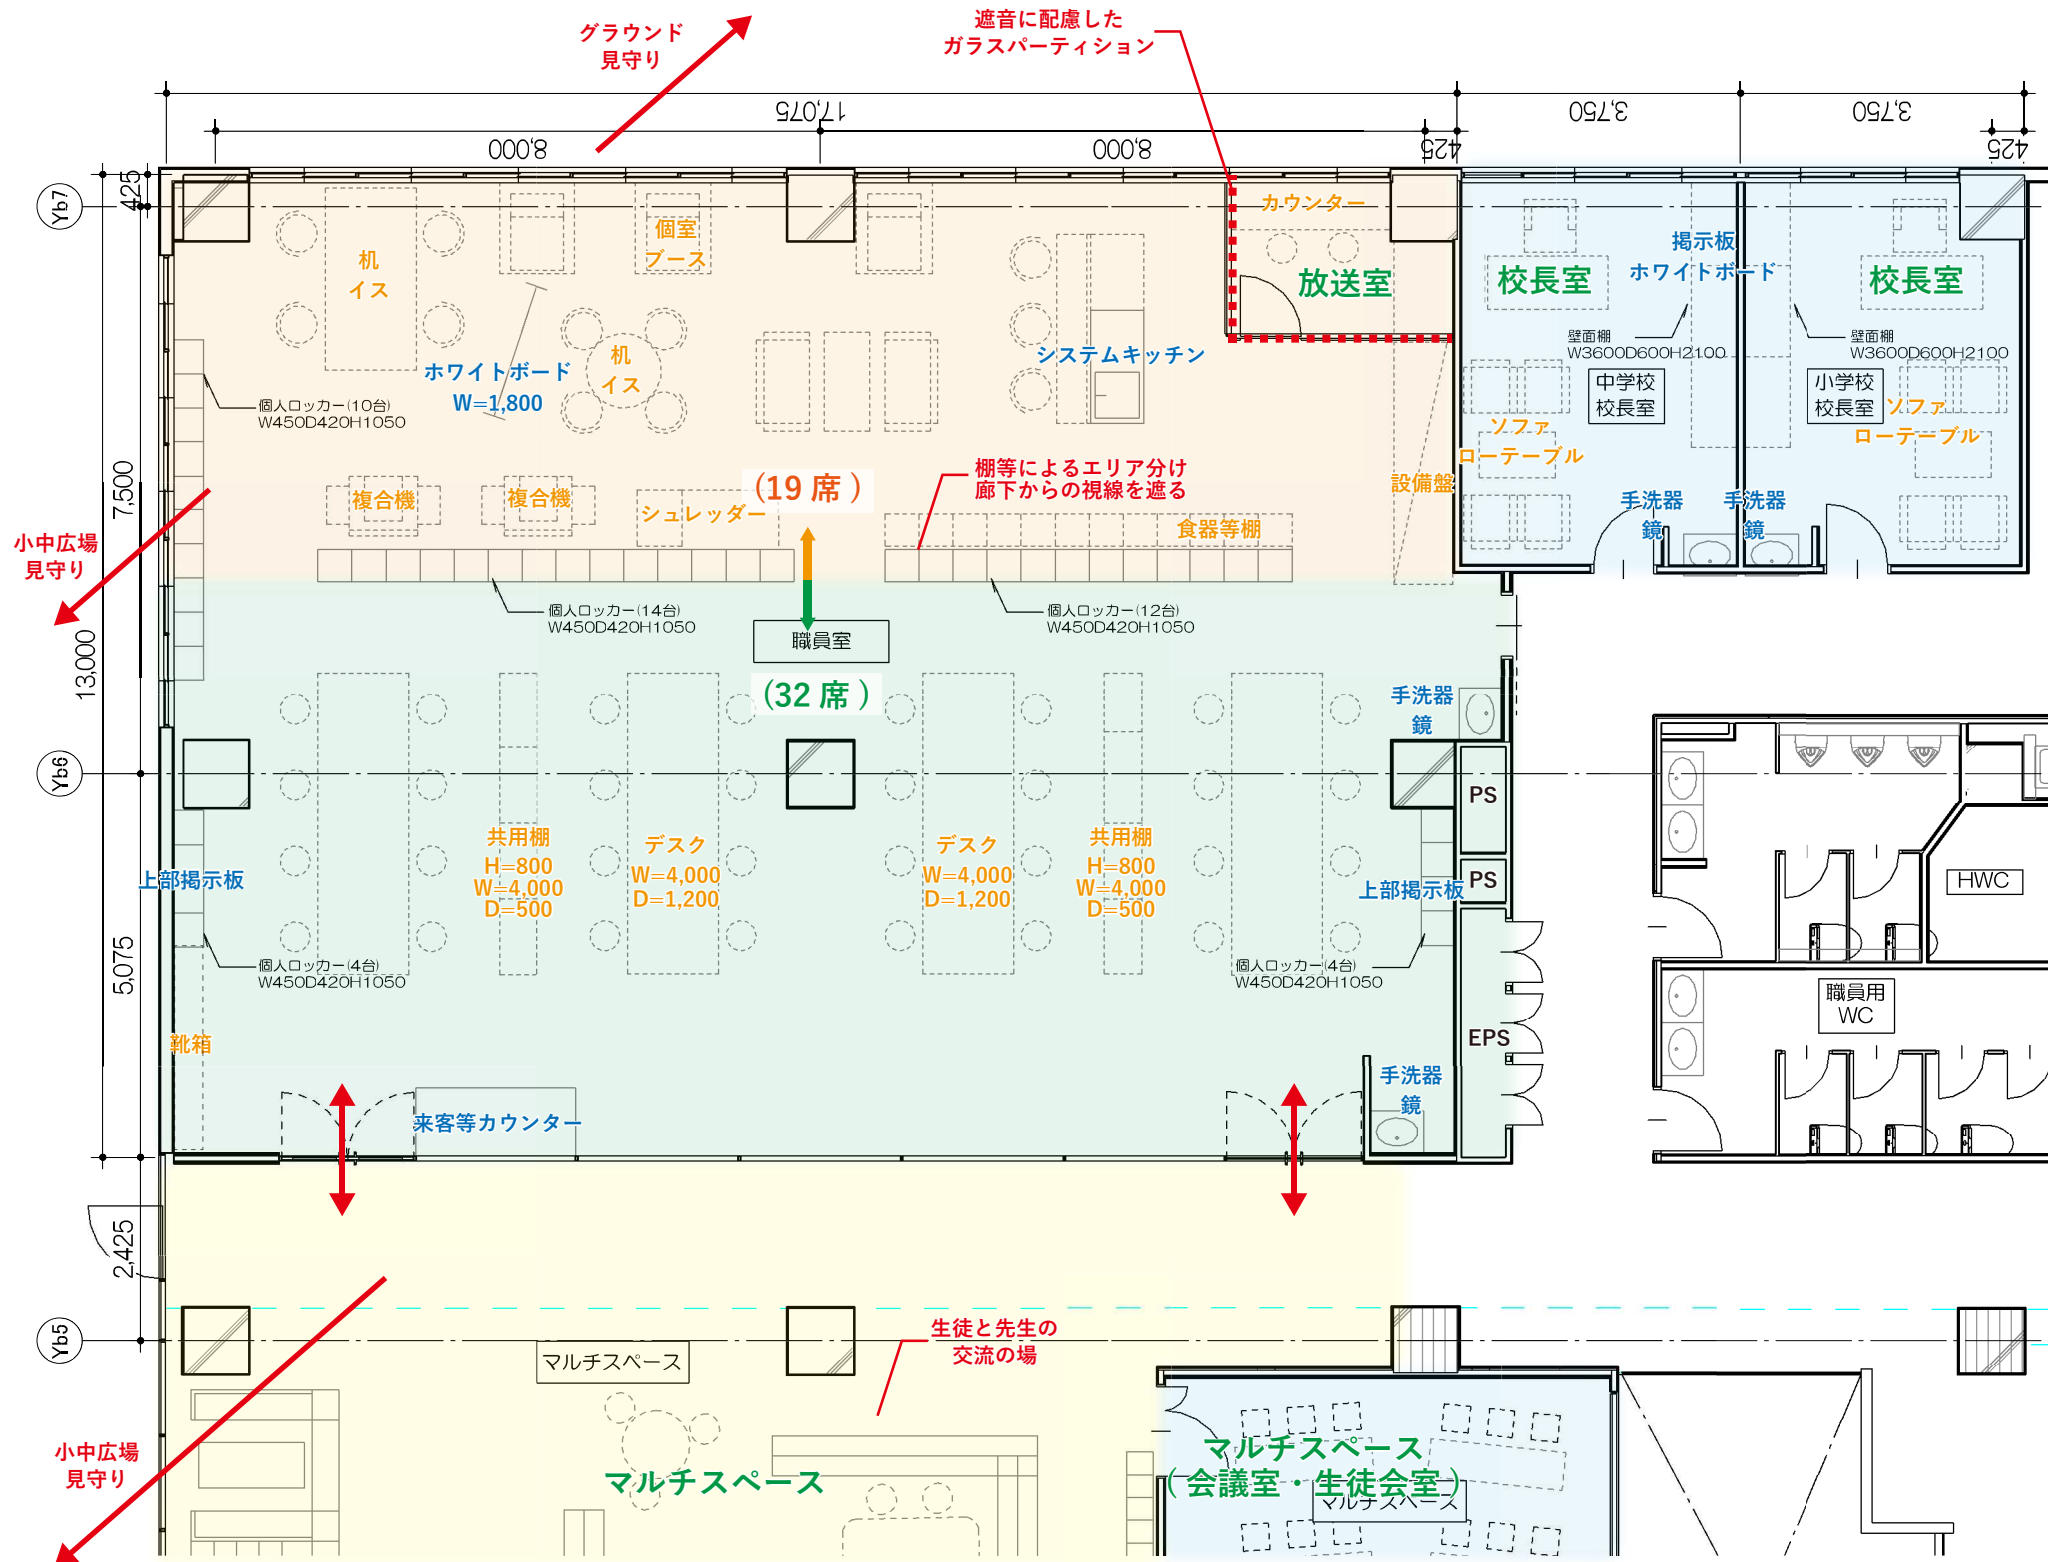 グラウンド
見守り
遮音に配慮した
ガラスパーティション
17,075
3,750
3,750
8,000
8,000
425
425
Yb7
425
カウンター
個室
ブース
机
イス
放送室
校長室
掲示板
ホワイトボード
校長室
壁面棚
W3600D600H2100
壁面棚
W3600D600H2100
ホワイトボード
W=1,800
机
イス
システムキッチン
中学校
校長室
小学校
校長室
個人ロッカー(10台)
W450D420H1050
ソファ
ローテーブル
ソファ
ローテーブル
7,500
複合機
複合機
シュレッダー
(19 席 )
棚等によるエリア分け
廊下からの視線を遮る
設備盤
食器等棚
手洗器
鏡
手洗器
鏡
小中広場
見守り
個人ロッカー(14台)
W450D420H1050
個人ロッカー(12台)
W450D420H1050
職員室
(32 席 )
13,000
手洗器
鏡
Yb6
PS
共用棚
H=800
W=4,000
D=500
デスク
W=4,000
D=1,200
デスク
W=4,000
D=1,200
共用棚
H=800
W=4,000
D=500
上部掲示板
上部掲示板
PS
HWC
5,075
個人ロッカー(4台)
W450D420H1050
個人ロッカー(4台)
W450D420H1050
職員用
WC
靴箱
EPS
手洗器
鏡
来客等カウンター
2,425
Yb5
マルチスペース
生徒と先生の
交流の場
小中広場
見守り
マルチスペース
マルチスペース
( 会議室・生徒会室 )
マルチスペース